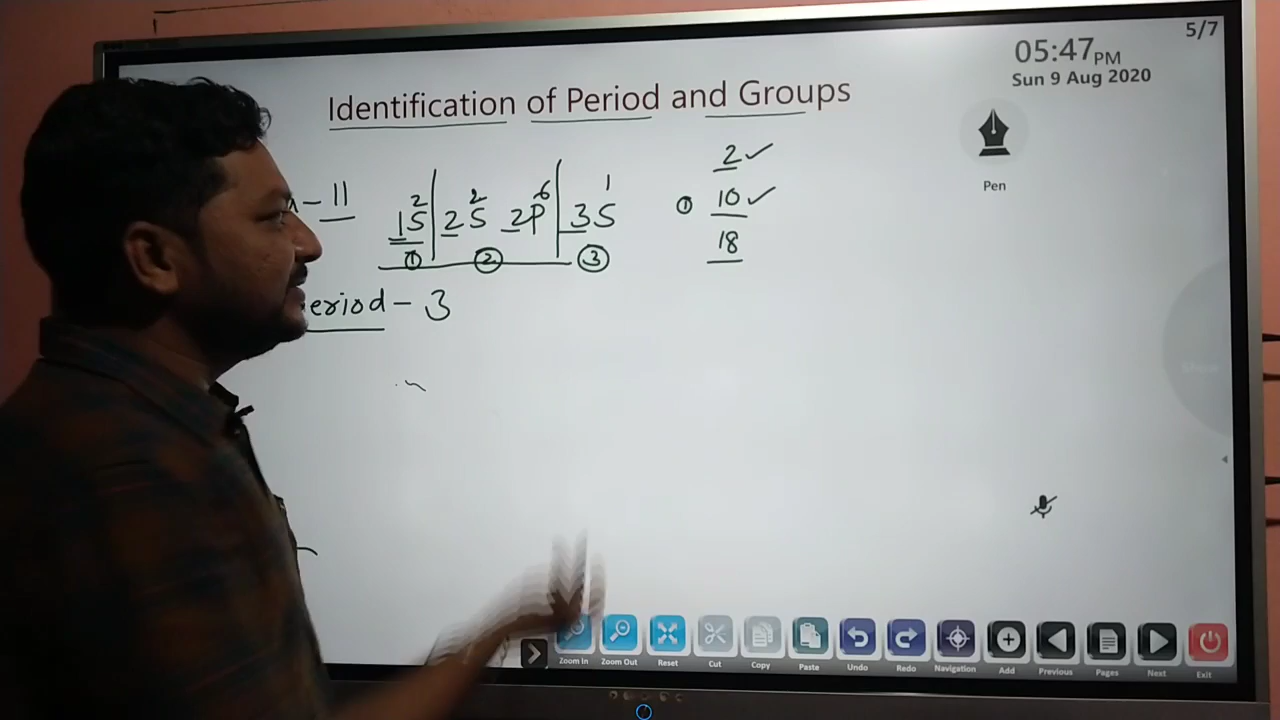 5/7
05:47 PM
Sun 9 Aug 2020
Pen
Identification of Period and Groups
- 11
1S² | 2S² 2P⁶ | 3S¹
① ② ③
2 ✓
① 10 ✓
18
eriod - 3
Zoom In Zoom Out Reset Cut Copy Paste Undo Redo Navigation Add Previous Pages Next Exit